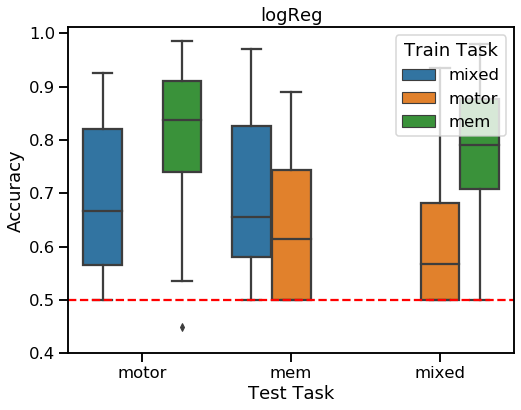 logReg
Train Task
mixed
motor
mem
Accuracy
1.0
0.9
0.8
0.7
0.6
0.5
0.4
motor mem mixed
Test Task